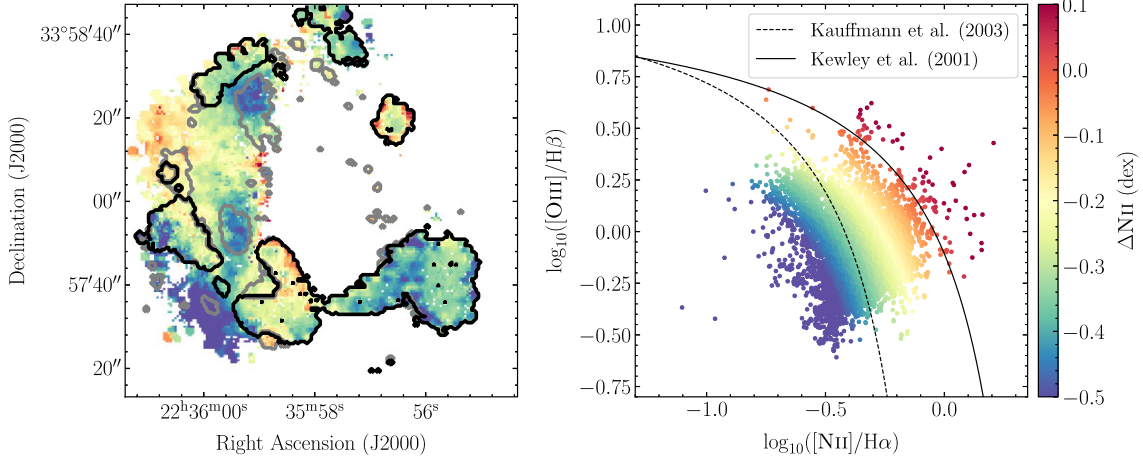 33°58′40″
20″
00″
57′40″
20″
22ʰ36ᵐ00ˢ
35ᵐ58ˢ
56ˢ
Right Ascension (J2000)
Declination (J2000)
1.00
0.75
0.50
0.25
0.00
−0.25
−0.50
−0.75
−1.0
−0.5
0.0
log₁₀([NII]/Hα)
log₁₀([OIII]/Hβ)
Kauffmann et al. (2003)
Kewley et al. (2001)
0.1
0.0
−0.1
−0.2
−0.3
−0.4
−0.5
ΔNII (dex)